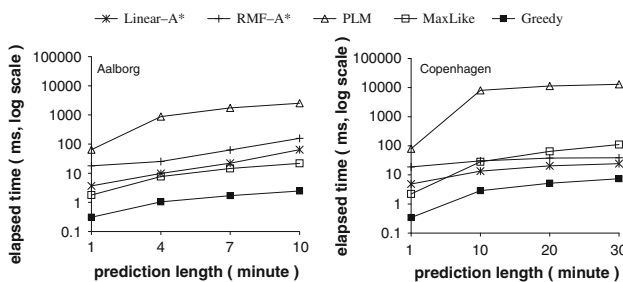 Linear–A* RMF–A* PLM MaxLike Greedy
Aalborg
elapsed time ( ms, log scale )
100000
10000
1000
100
10
1
0.1
1 4 7 10
prediction length ( minute )
Copenhagen
elapsed time ( ms, log scale )
100000
10000
1000
100
10
1
0.1
1 10 20 30
prediction length ( minute )